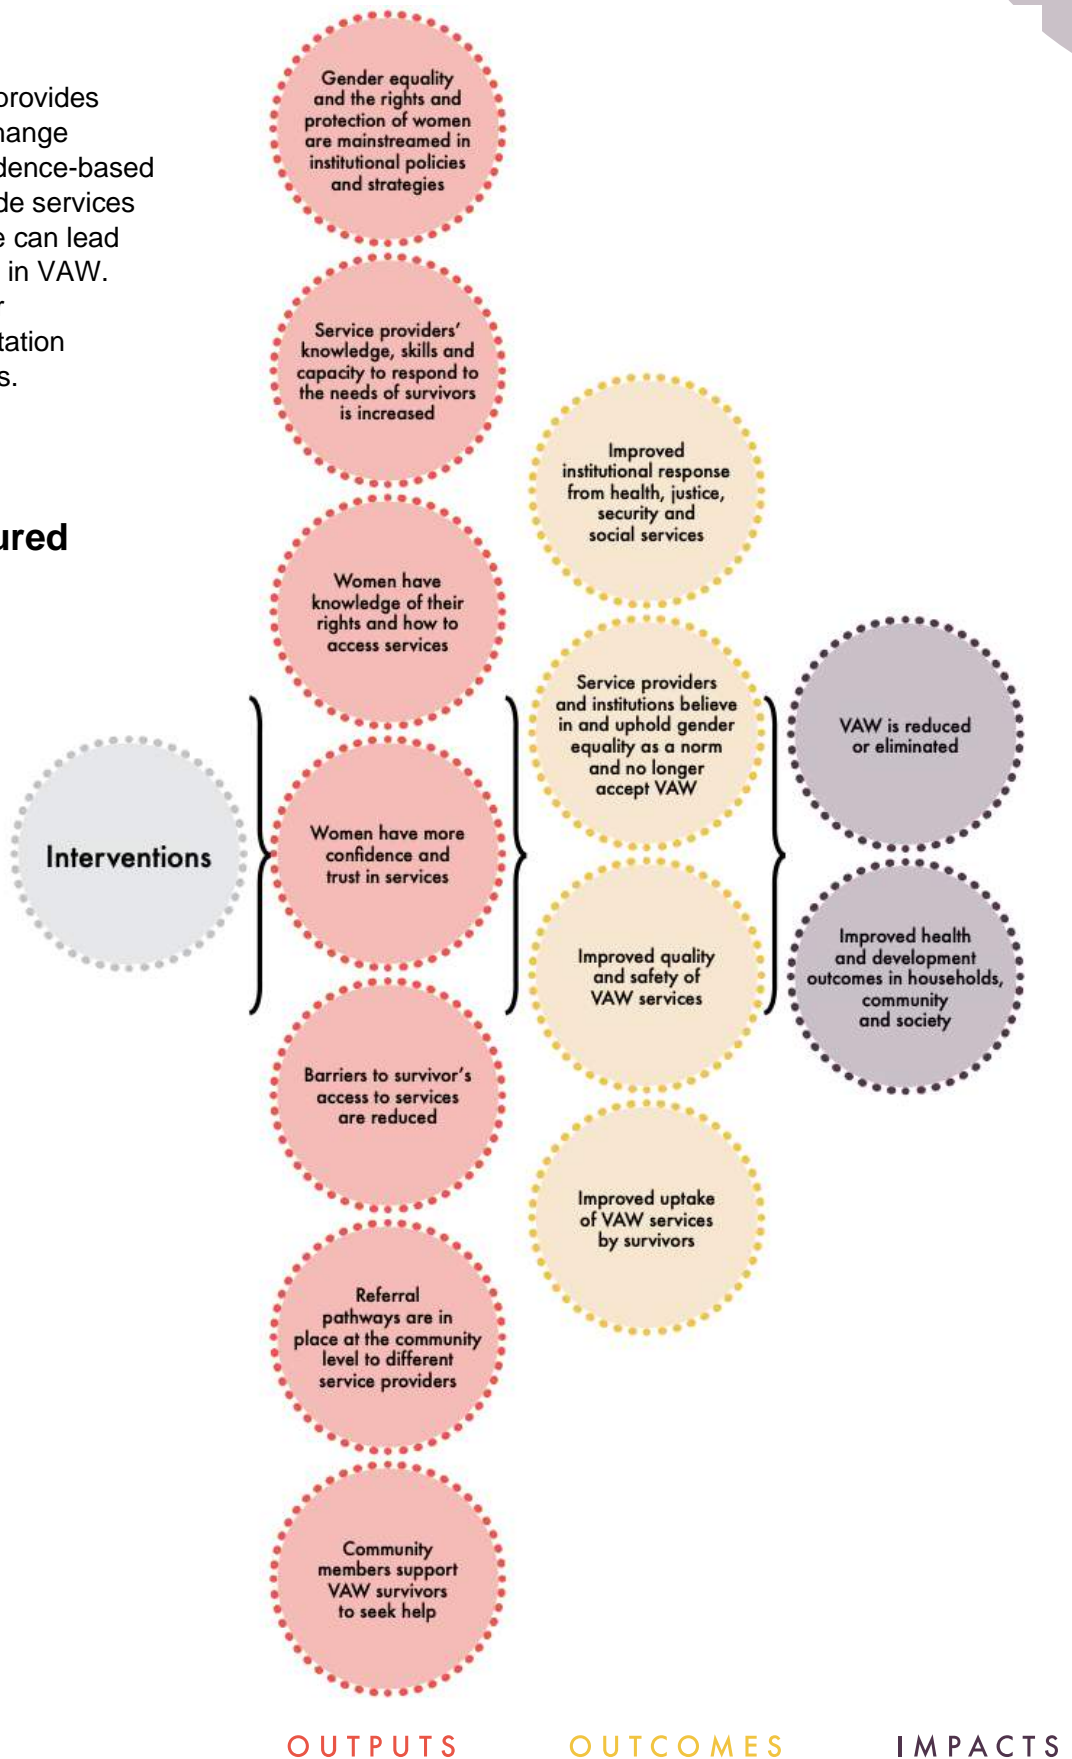 provides
hange
dence-based
de services
e can lead
in VAW.
r
tation
s.
ured
Interventions
Gender equality
and the rights and
protection of women
are mainstreamed in
institutional policies
and strategies
Service providers’
knowledge, skills and
capacity to respond to
the needs of survivors
is increased
Women have
knowledge of their
rights and how to
access services
Women have more
confidence and
trust in services
Barriers to survivor’s
access to services
are reduced
Referral
pathways are in
place at the community
level to different
service providers
Community
members support
VAW survivors
to seek help
Improved
institutional response
from health, justice,
security and
social services
Service providers
and institutions believe
in and uphold gender
equality as a norm
and no longer
accept VAW
Improved quality
and safety of
VAW services
Improved uptake
of VAW services
by survivors
VAW is reduced
or eliminated
Improved health
and development
outcomes in households,
community
and society
OUTPUTS
OUTCOMES
IMPACTS